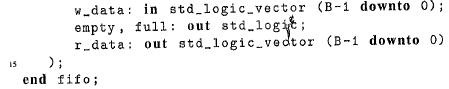 w_data: in std_logic_vector (B-1 downto 0);
empty, full: out std_logic;
r_data: out std_logic_vector (B-1 downto 0)
15 );
end fifo;